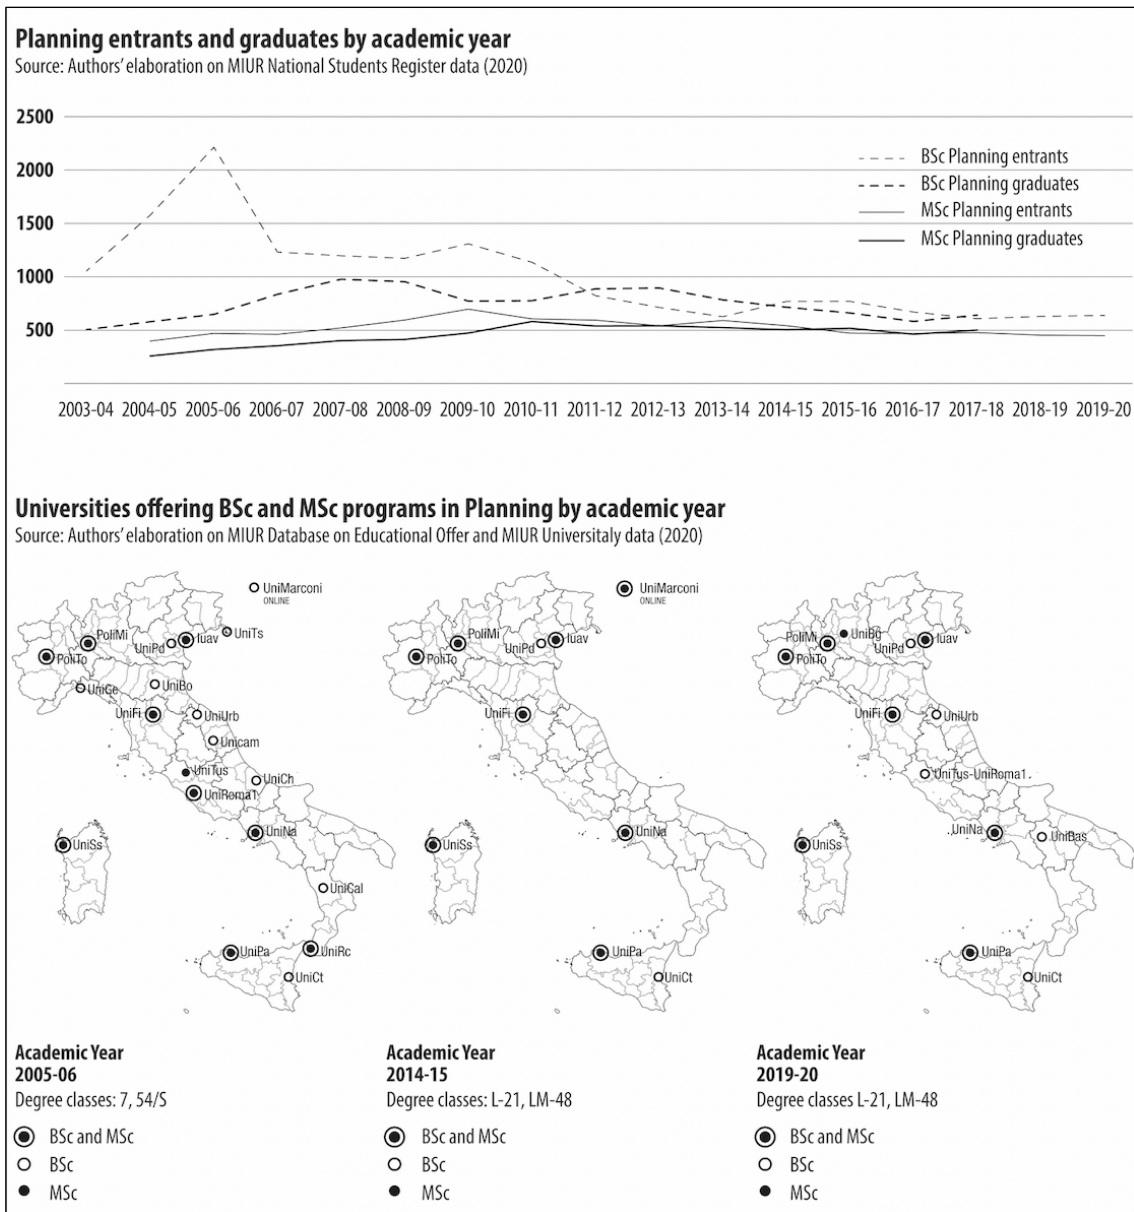 Planning entrants and graduates by academic year
Source: Authors' elaboration on MIUR National Students Register data (2020)
2500
2000
1500
1000
500
BSc Planning entrants
BSc Planning graduates
MSc Planning entrants
MSc Planning graduates
2003-04 2004-05 2005-06 2006-07 2007-08 2008-09 2009-10 2010-11 2011-12 2012-13 2013-14 2014-15 2015-16 2016-17 2017-18 2018-19 2019-20
Universities offering BSc and MSc programs in Planning by academic year
Source: Authors' elaboration on MIUR Database on Educational Offer and MIUR Universitaly data (2020)
UniMarconi
ONLINE
UniTs
PoliMi
Iuav
UniPd
PoliTo
UniGe
UniBo
UniFi
UniUrb
Unicam
UniTus
UniCh
UniRoma1
UniNa
UniSs
UniCal
UniPa
UniRc
UniCt
Academic Year
2005-06
Degree classes: 7, 54/S
BSc and MSc
BSc
MSc
UniMarconi
ONLINE
PoliMi
Iuav
UniPd
PoliTo
UniFi
UniNa
UniSs
UniPa
UniCt
Academic Year
2014-15
Degree classes: L-21, LM-48
BSc and MSc
BSc
MSc
PoliMi
UniBg
Iuav
UniPd
PoliTo
UniFi
UniUrb
UniTus-UniRoma1
UniNa
UniBas
UniSs
UniPa
UniCt
Academic Year
2019-20
Degree classes L-21, LM-48
BSc and MSc
BSc
MSc